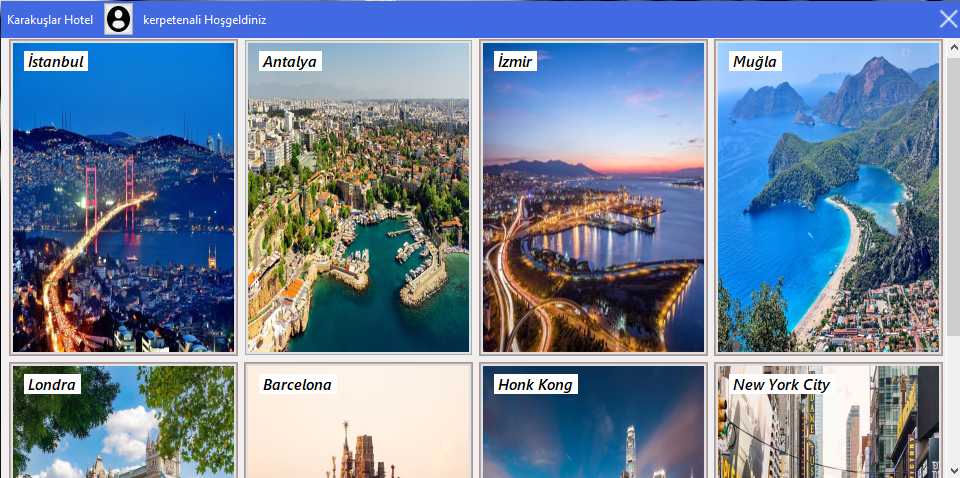 Karakuşlar Hotel kerpetenali Hoşgeldiniz
İstanbul
Antalya
İzmir
Muğla
Londra
Barcelona
Honk Kong
New York City